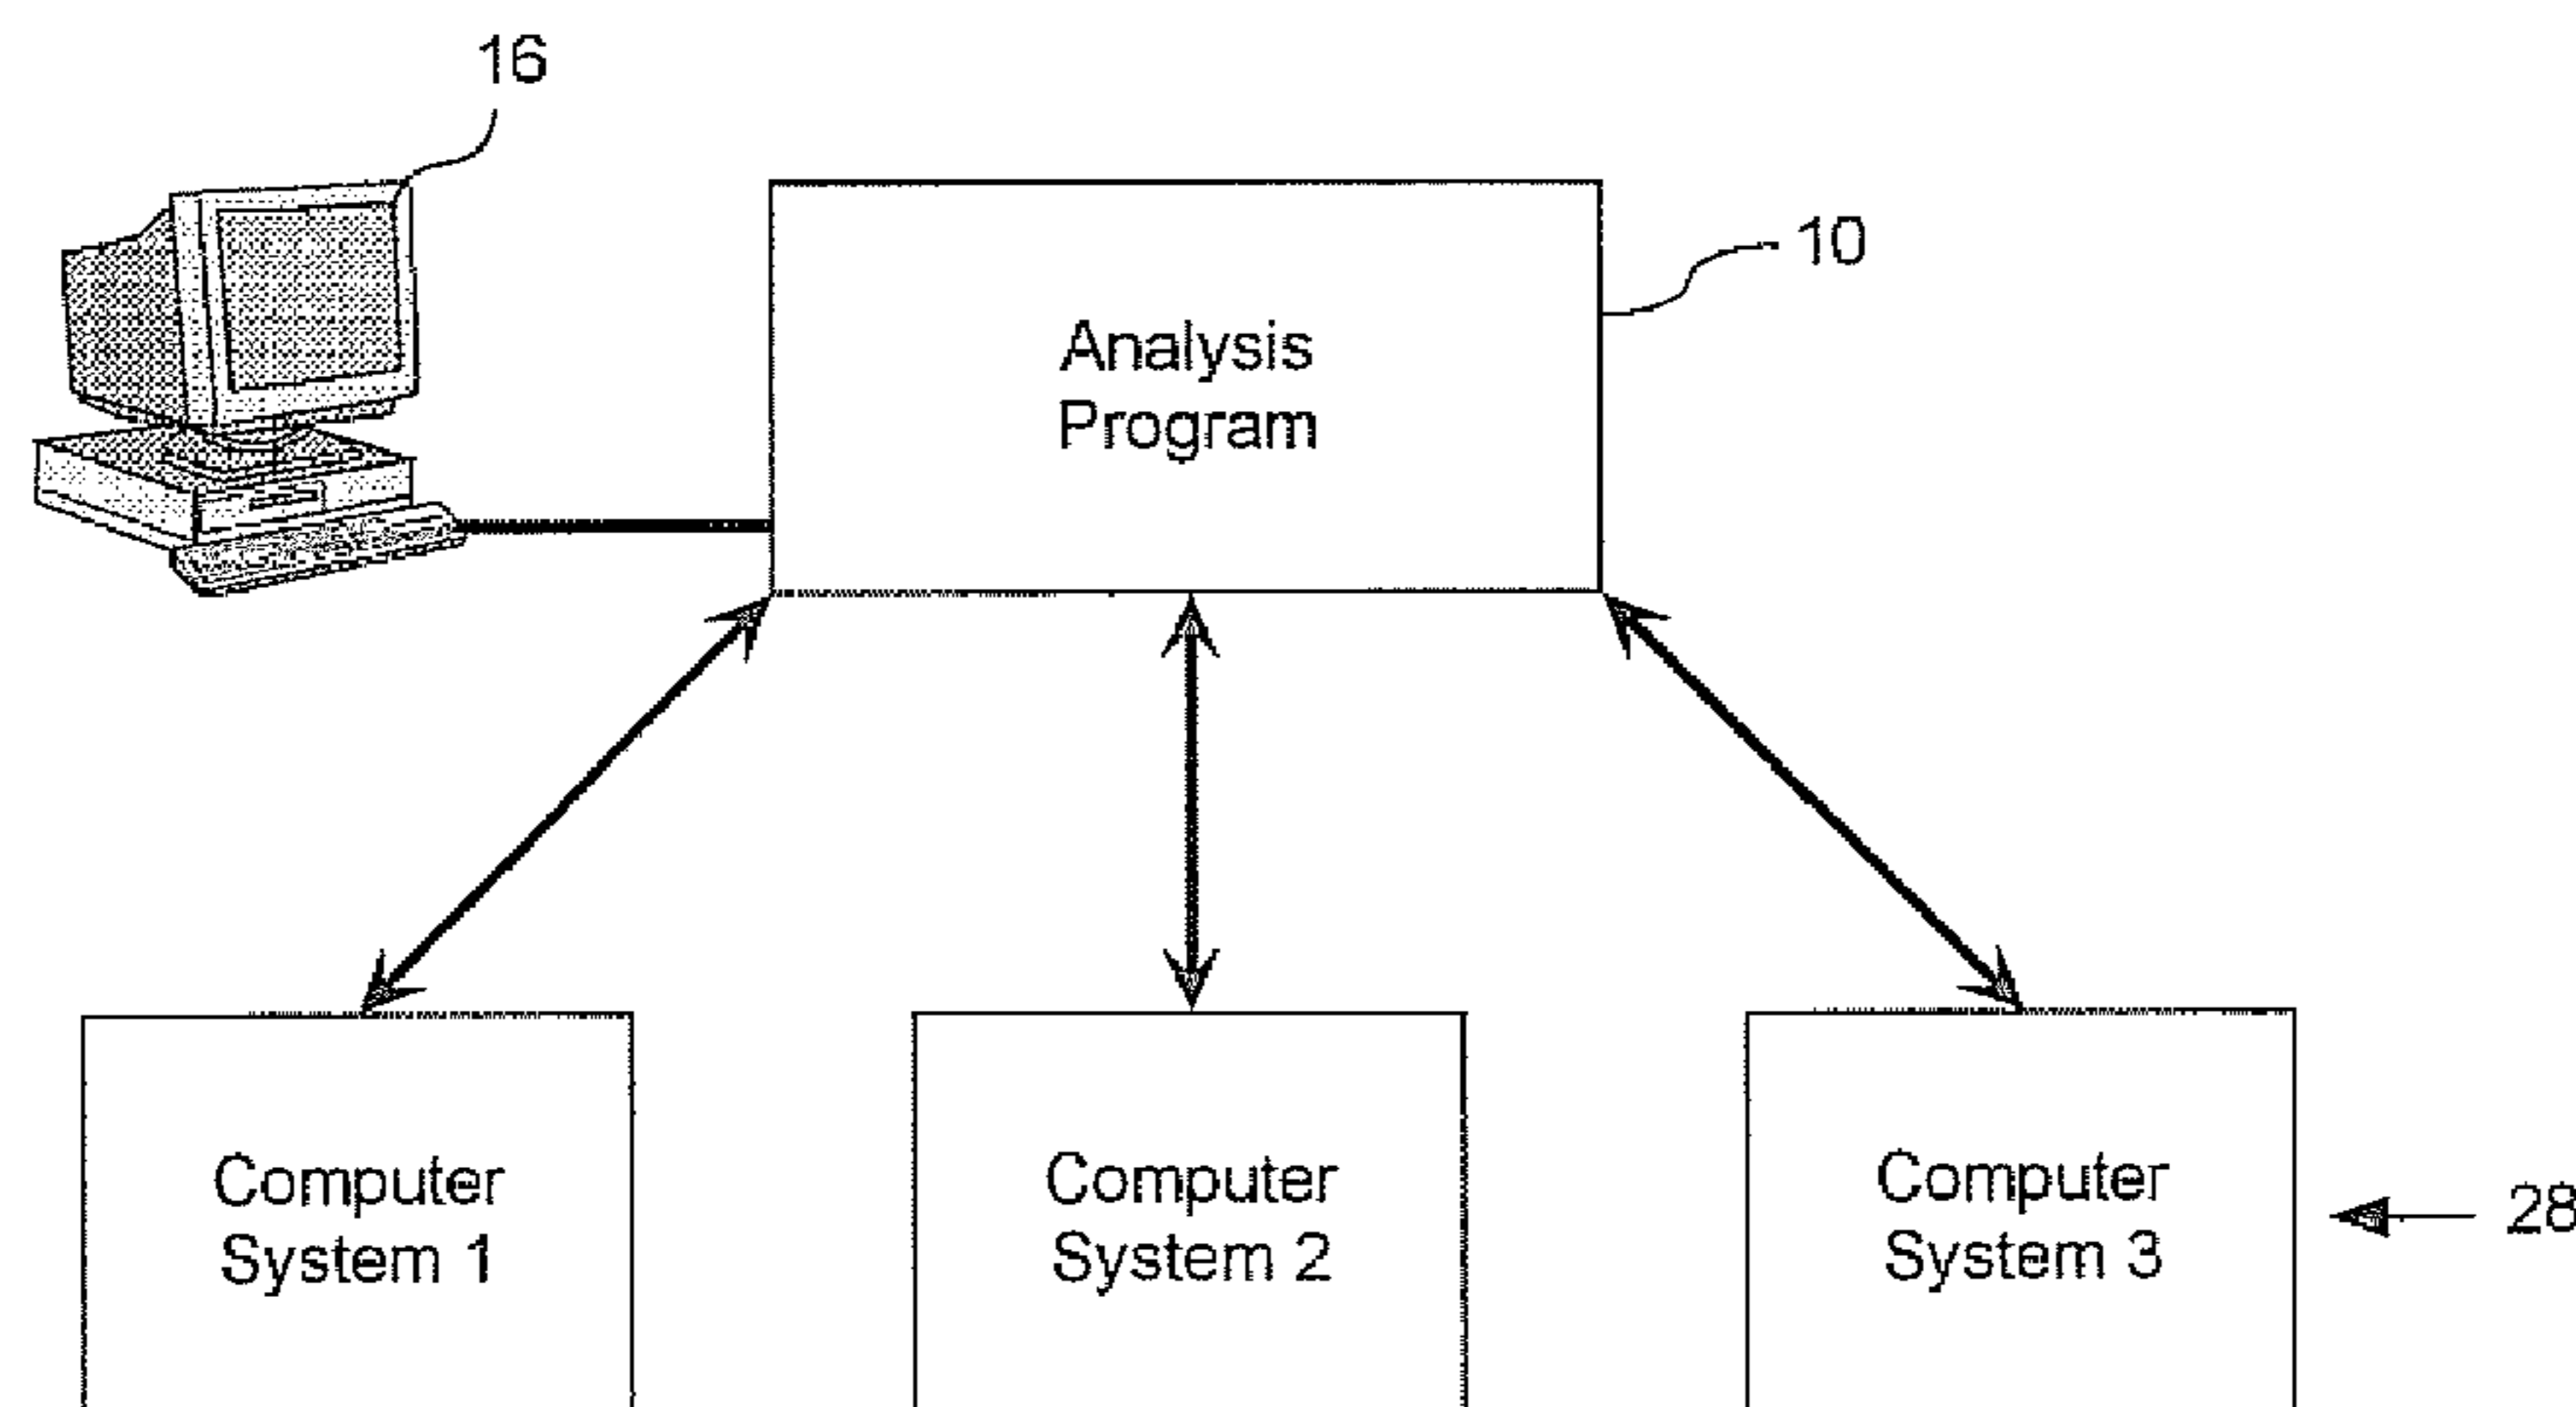 16
10
Analysis
Program
Computer
System 1
Computer
System 2
Computer
System 3
28